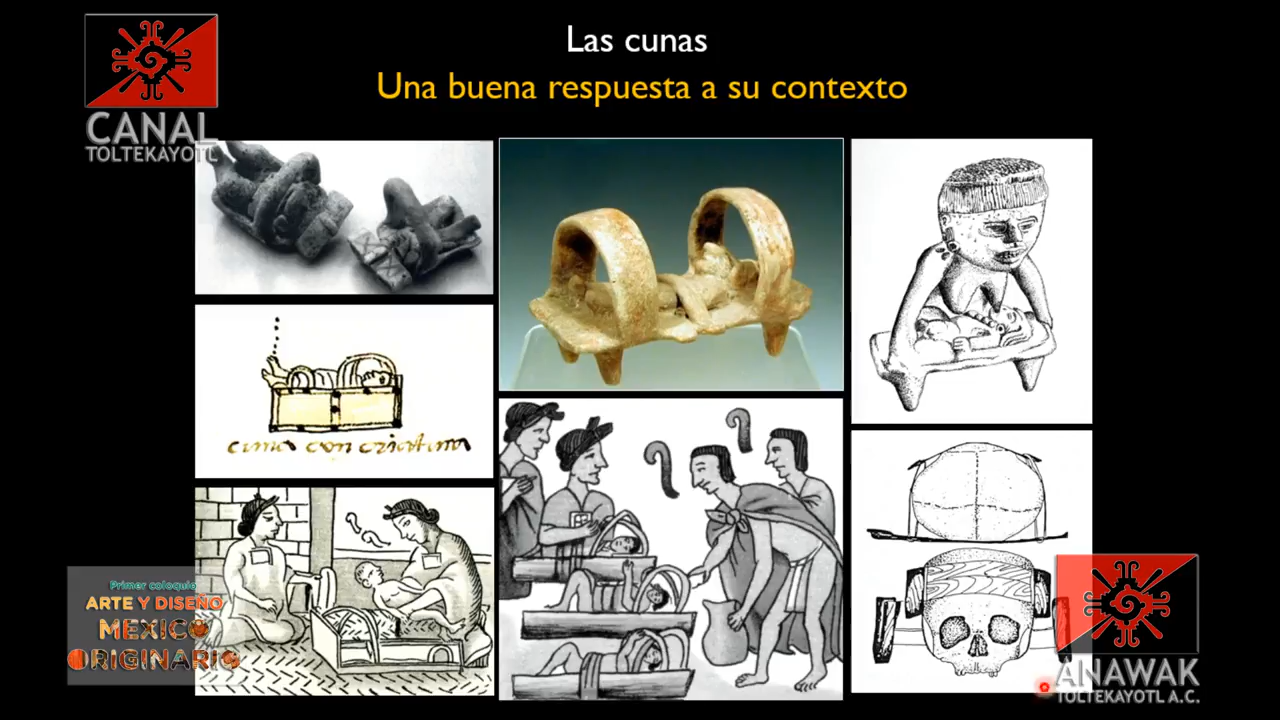 Las cunas
Una buena respuesta a su contexto
CANAL
TOLTEKAYOTL
cuna con criatura
Primer coloquio
ARTE Y DISEÑO
MEXICO
ORIGINARIO
ANAWAK
TOLTEKAYOTL A.C.